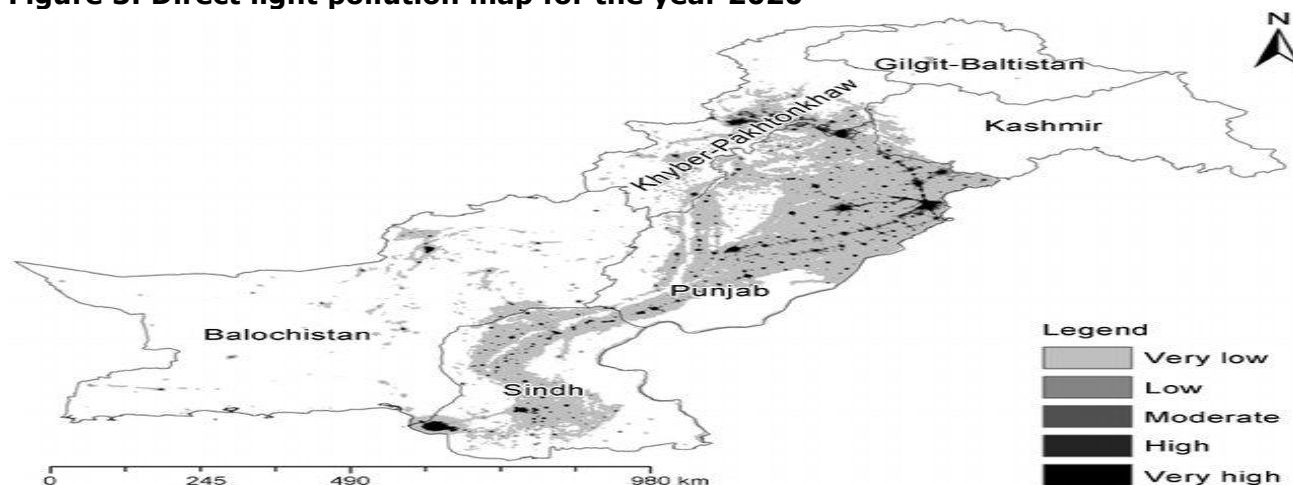 Figure 3. Direct light pollution map for the year 2020
N
Gilgit-Baltistan
Kashmir
Khyber-Pakhtonkhaw
Punjab
Balochistan
Sindh
Legend
Very low
Low
Moderate
High
Very high
0 245 490 980 km